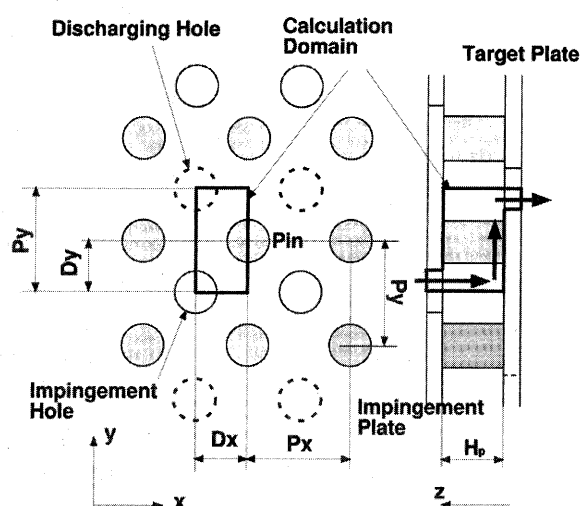 Discharging Hole
Calculation
Domain
Target Plate
Py
Dy
Pin
Py
Impingement
Hole
Impingement
Plate
Dx
Px
Hp
y
x
z